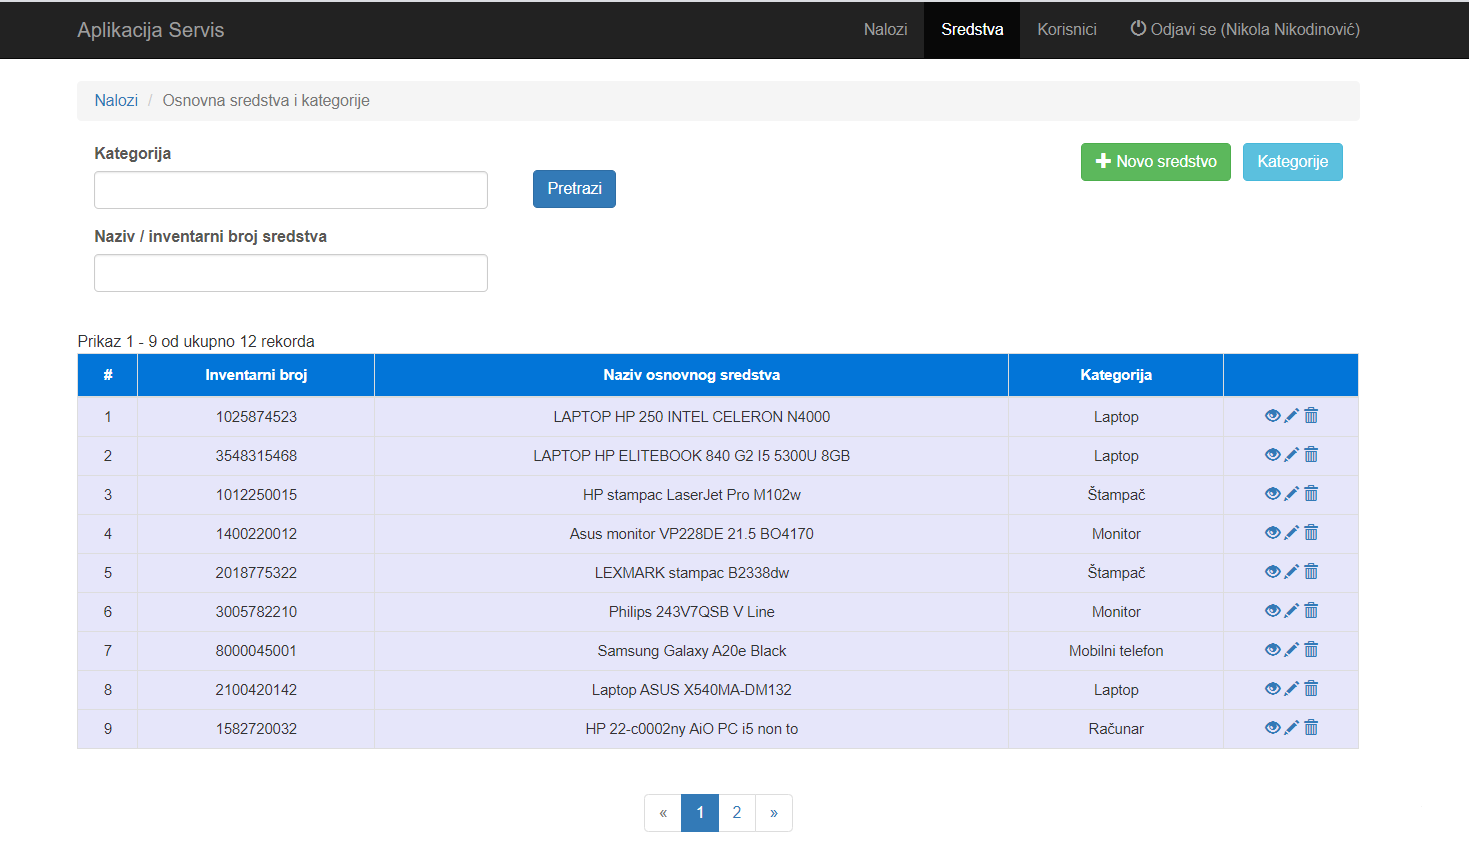 Aplikacija Servis Nalozi Sredstva Korisnici Odjavi se (Nikola Nikodinović)
Nalozi / Osnovna sredstva i kategorije
Kategorija
Novo sredstvo Kategorije
Pretrazi
Naziv / inventarni broj sredstva
Prikaz 1 - 9 od ukupno 12 rekorda
# Inventarni broj Naziv osnovnog sredstva Kategorija
1 1025874523 LAPTOP HP 250 INTEL CELERON N4000 Laptop
2 3548315468 LAPTOP HP ELITEBOOK 840 G2 I5 5300U 8GB Laptop
3 1012250015 HP stampac LaserJet Pro M102w Štampač
4 1400220012 Asus monitor VP228DE 21.5 BO4170 Monitor
5 2018775322 LEXMARK stampac B2338dw Štampač
6 3005782210 Philips 243V7QSB V Line Monitor
7 8000045001 Samsung Galaxy A20e Black Mobilni telefon
8 2100420142 Laptop ASUS X540MA-DM132 Laptop
9 1582720032 HP 22-c0002ny AiO PC i5 non to Računar
« 1 2 »